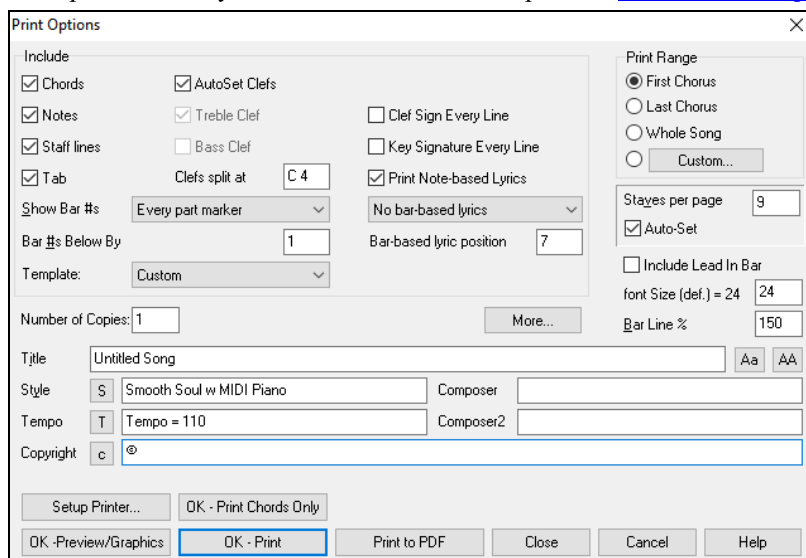 Print Options
Include
Chords
AutoSet Clefs
Notes
Treble Clef
Clef Sign Every Line
Staff lines
Bass Clef
Key Signature Every Line
Tab
Clefs split at
C 4
Print Note-based Lyrics
Show Bar #s
Every part marker
No bar-based lyrics
Bar #s Below By
1
Bar-based lyric position
7
Template:
Custom
Print Range
First Chorus
Last Chorus
Whole Song
Custom...
Staves per page
9
Auto-Set
Include Lead In Bar
font Size (def.) = 24
24
Bar Line %
150
Number of Copies:
1
More...
Title
Untitled Song
Aa
AA
Style
S
Smooth Soul w MIDI Piano
Composer
Tempo
T
Tempo = 110
Composer2
Copyright
c
©
Setup Printer...
OK - Print Chords Only
OK -Preview/Graphics
OK - Print
Print to PDF
Close
Cancel
Help